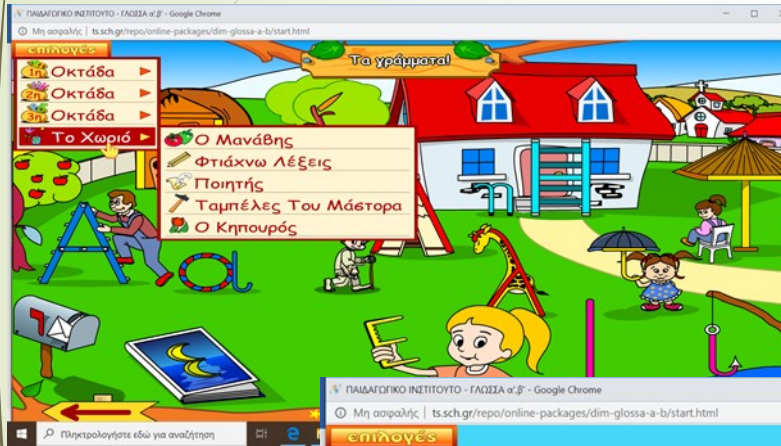 ΠΑΙΔΑΓΩΓΙΚΟ ΙΝΣΤΙΤΟΥΤΟ - ΓΛΩΣΣΑ α',β' - Google Chrome
Μη ασφαλής | ts.sch.gr/repo/online-packages/dim-glossa-a-b/start.html
επιλογές
Τα γράμματα!
1η Οκτάδα
2η Οκτάδα
3η Οκτάδα
Το Χωριό
Ο Μανάβης
Φτιάχνω Λέξεις
Ποιητής
Ταμπέλες Του Μάστορα
Ο Κηπουρός
Πληκτρολογήστε εδώ για αναζήτηση
ΠΑΙΔΑΓΩΓΙΚΟ ΙΝΣΤΙΤΟΥΤΟ - ΓΛΩΣΣΑ α',β' - Google Chrome
Μη ασφαλής | ts.sch.gr/repo/online-packages/dim-glossa-a-b/start.html
επιλογές